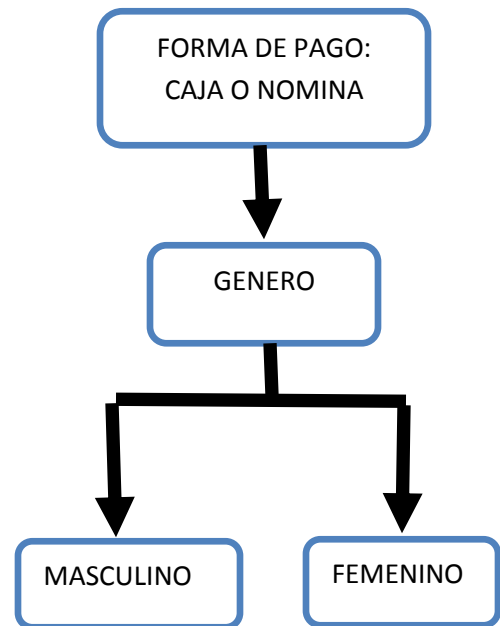 FORMA DE PAGO:
CAJA O NOMINA
GENERO
MASCULINO
FEMENINO